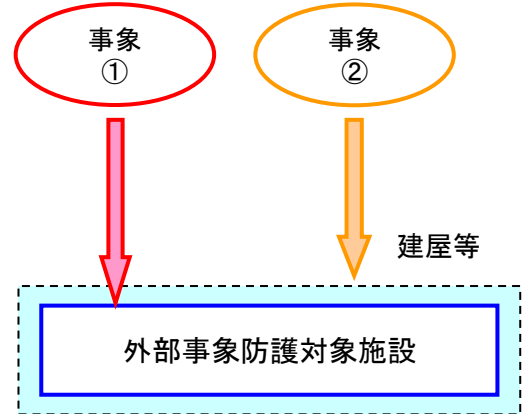 事象
①
事象
②
建屋等
外部事象防護対象施設